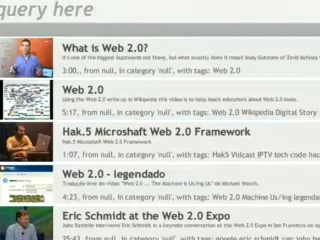 query here
What is Web 2.0?
It's one of the biggest buzzwords out there, but what exactly does it mean? Andy Gutmans of Zend defines
3:00., from null, in category 'null', with tags: Web 2.0
Web 2.0
Using the Web 2.0 write up in Wikipedia this video is to help teach educators about Web 2.0 tools.
5:17, from null, in category 'null', with tags: Web 2.0 Wikipedia Digital Story
Hak.5 Microshaft Web 2.0 Framework
Hak.5 Microshaft Web 2.0 Framework
1:07, from null, in category 'null', with tags: Hak5 Vidcast IPTV tech code hac
Web 2.0 - legendado
Tradução livre do video "Web 2.0 ... The Machine is Us/ing Us" de Michael Wesch.
4:23, from null, in category 'null', with tags: Web 2.0 Machine Us/ing legendad
Eric Schmidt at the Web 2.0 Expo
John Battelle interviews Eric Schmidt in a keynote conversation at the Web 2.0 Expo in San Francisco on ap
35:43, from null, in category 'null', with tags: google eric schmidt john bat